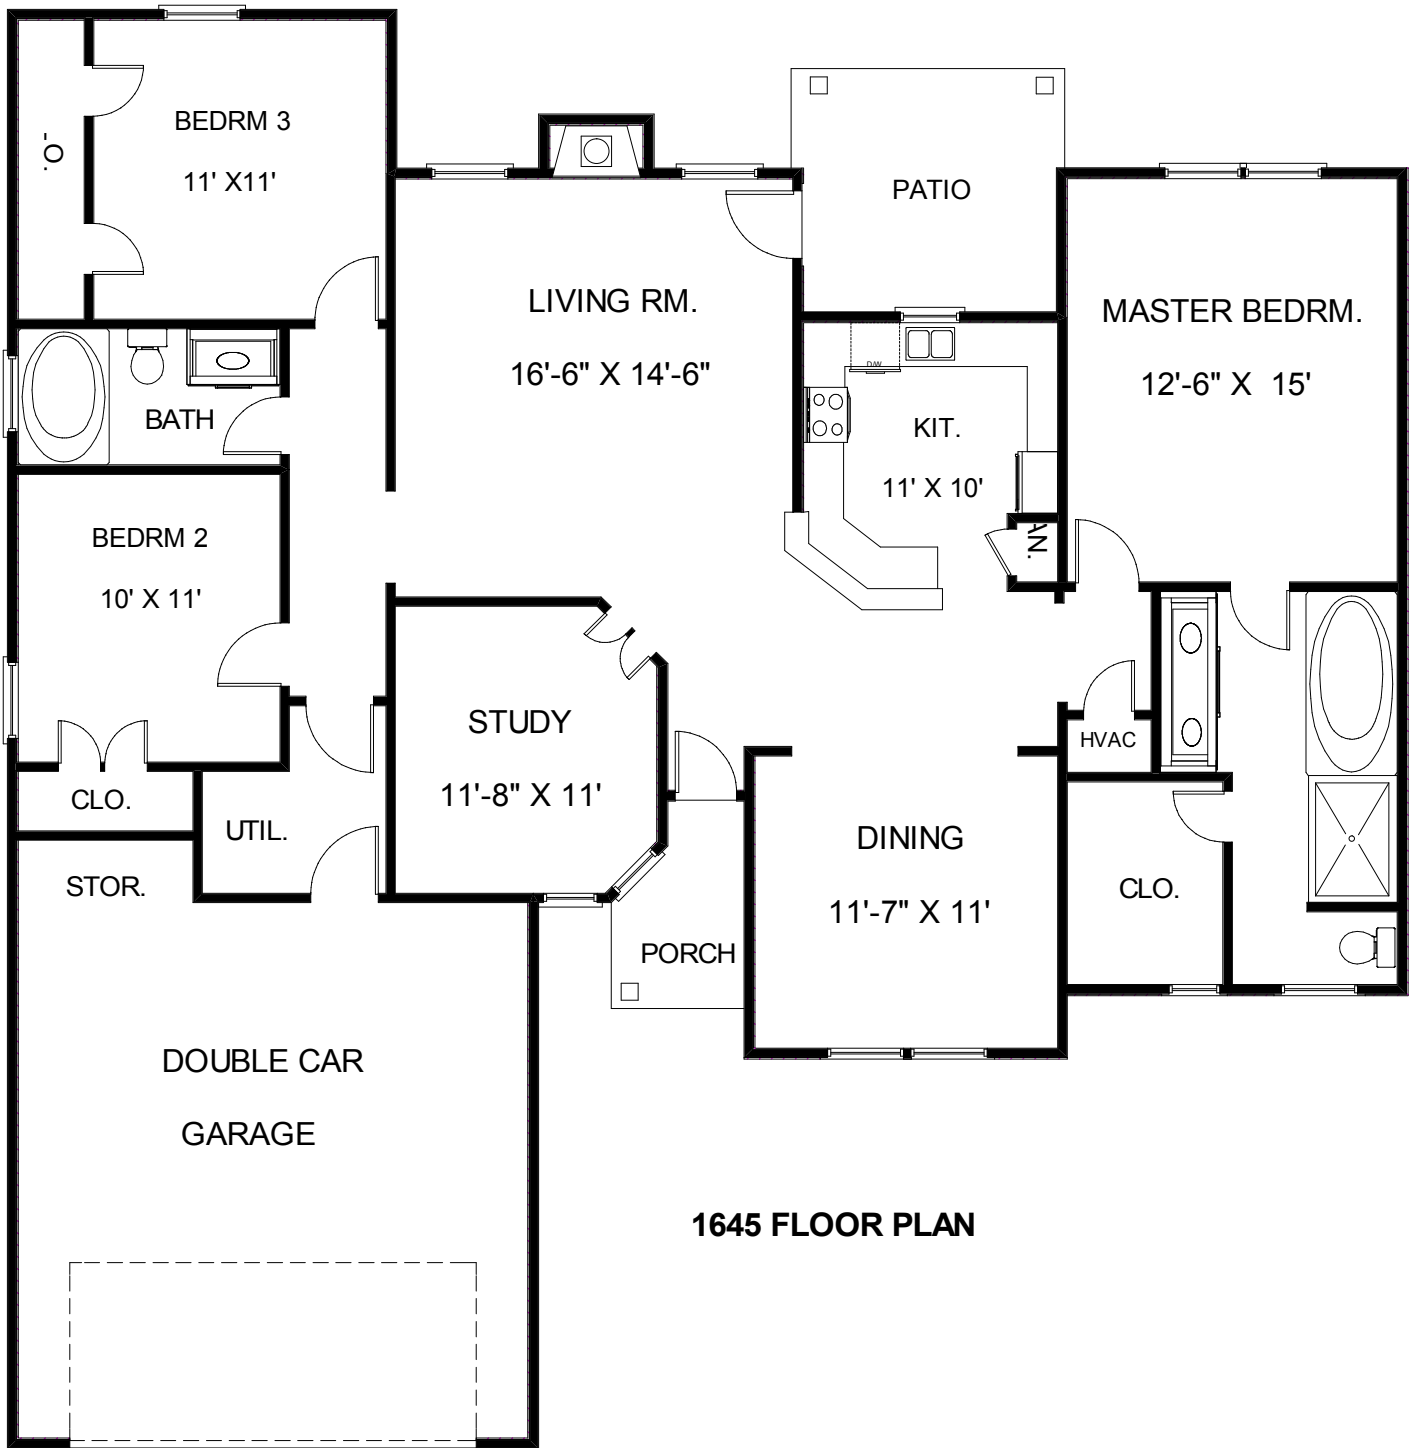 BEDRM 3
11' X11'
LO.
PATIO
LIVING RM.
16'-6" X 14'-6"
MASTER BEDRM.
12'-6" X 15'
D/W
BATH
KIT.
11' X 10'
BEDRM 2
10' X 11'
AN.
STUDY
11'-8" X 11'
HVAC
CLO.
UTIL.
DINING
11'-7" X 11'
STOR.
CLO.
PORCH
DOUBLE CAR
GARAGE
1645 FLOOR PLAN